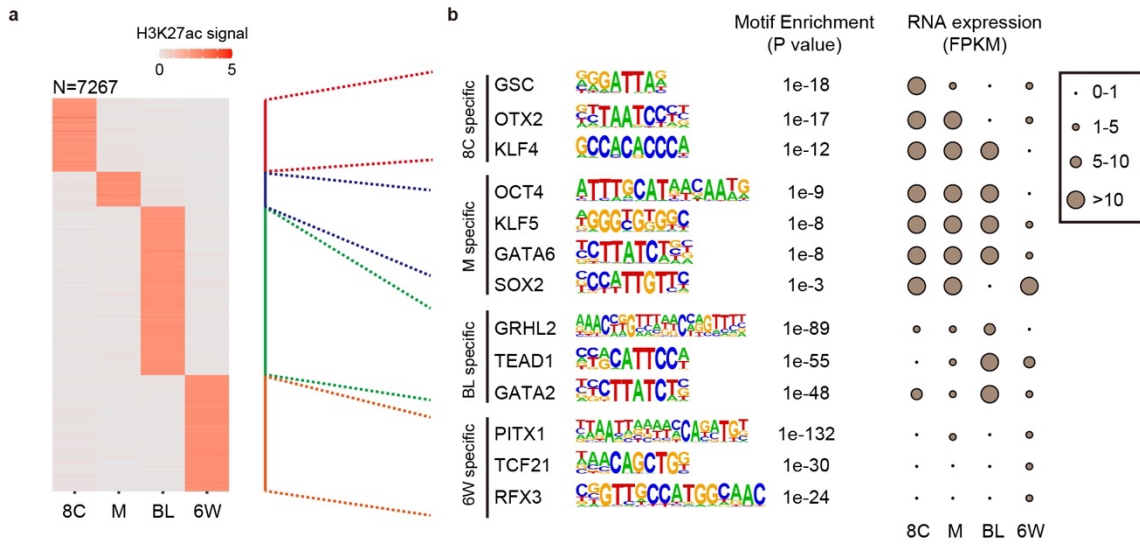 a
H3K27ac signal
0 5
N=7267
8C M BL 6W
b
Motif Enrichment
(P value)
RNA expression
(FPKM)
8C specific
GSC 1e-18
OTX2 1e-17
KLF4 GCCACACCCA 1e-12
M specific
OCT4 1e-9
KLF5 1e-8
GATA6 1e-8
SOX2 1e-3
BL specific
GRHL2 1e-89
TEAD1 1e-55
GATA2 1e-48
6W specific
PITX1 1e-132
TCF21 1e-30
RFX3 1e-24
8C M BL 6W
0-1
1-5
5-10
>10